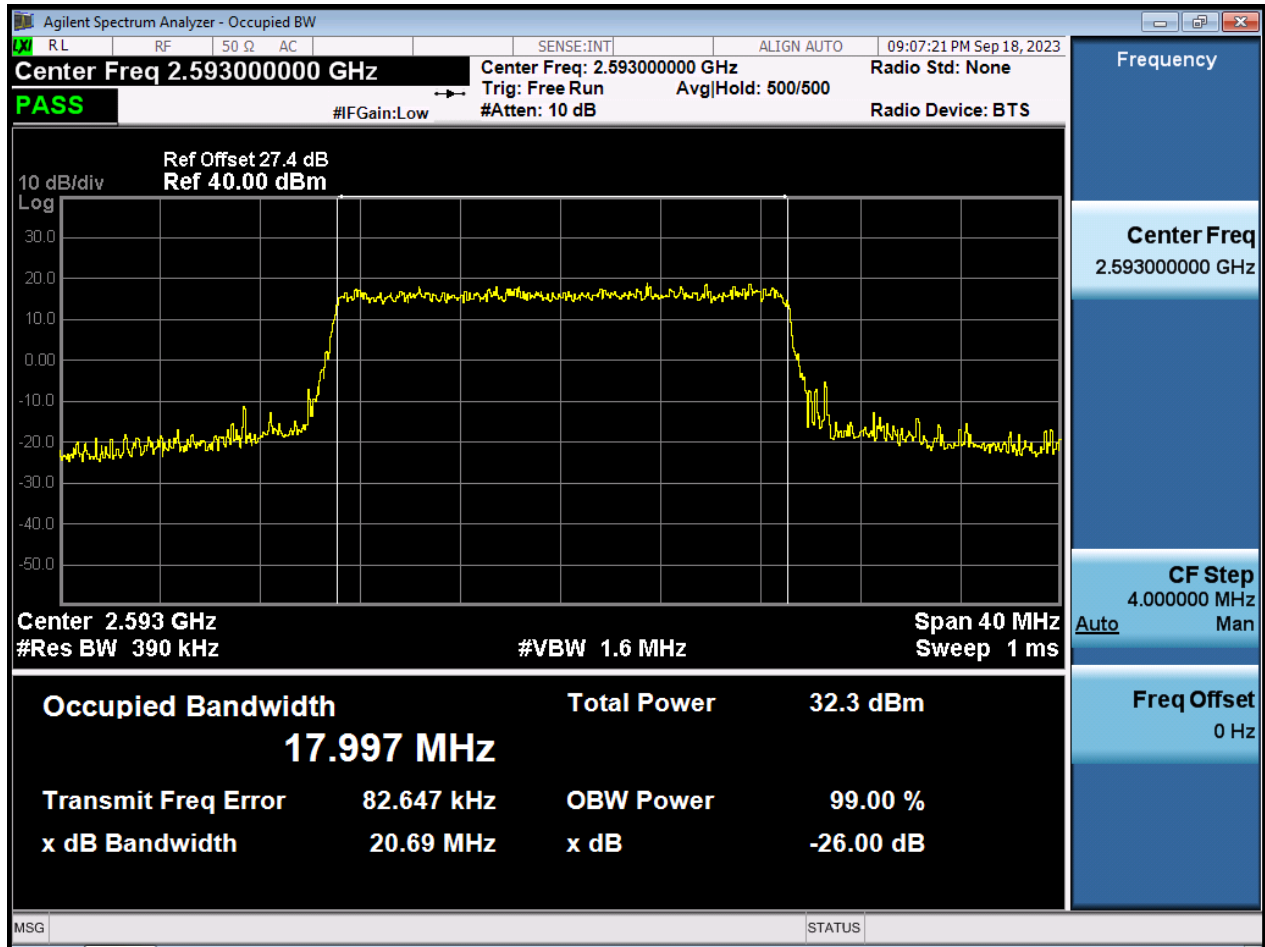 Agilent Spectrum Analyzer - Occupied BW
LXI RL RF 50 Ω AC SENSE:INT ALIGN AUTO 09:07:21 PM Sep 18, 2023
Center Freq 2.593000000 GHz
Center Freq: 2.593000000 GHz Radio Std: None
Trig: Free Run Avg|Hold: 500/500
PASS
#IFGain:Low #Atten: 10 dB Radio Device: BTS
Ref Offset 27.4 dB
10 dB/div Ref 40.00 dBm
Log
30.0
20.0
10.0
0.00
-10.0
-20.0
-30.0
-40.0
-50.0
Center 2.593 GHz Span 40 MHz
#Res BW 390 kHz #VBW 1.6 MHz Sweep 1 ms
Occupied Bandwidth Total Power 32.3 dBm
17.997 MHz
Transmit Freq Error 82.647 kHz OBW Power 99.00 %
x dB Bandwidth 20.69 MHz x dB -26.00 dB
MSG STATUS
Frequency
Center Freq
2.593000000 GHz
CF Step
4.000000 MHz
Auto Man
Freq Offset
0 Hz